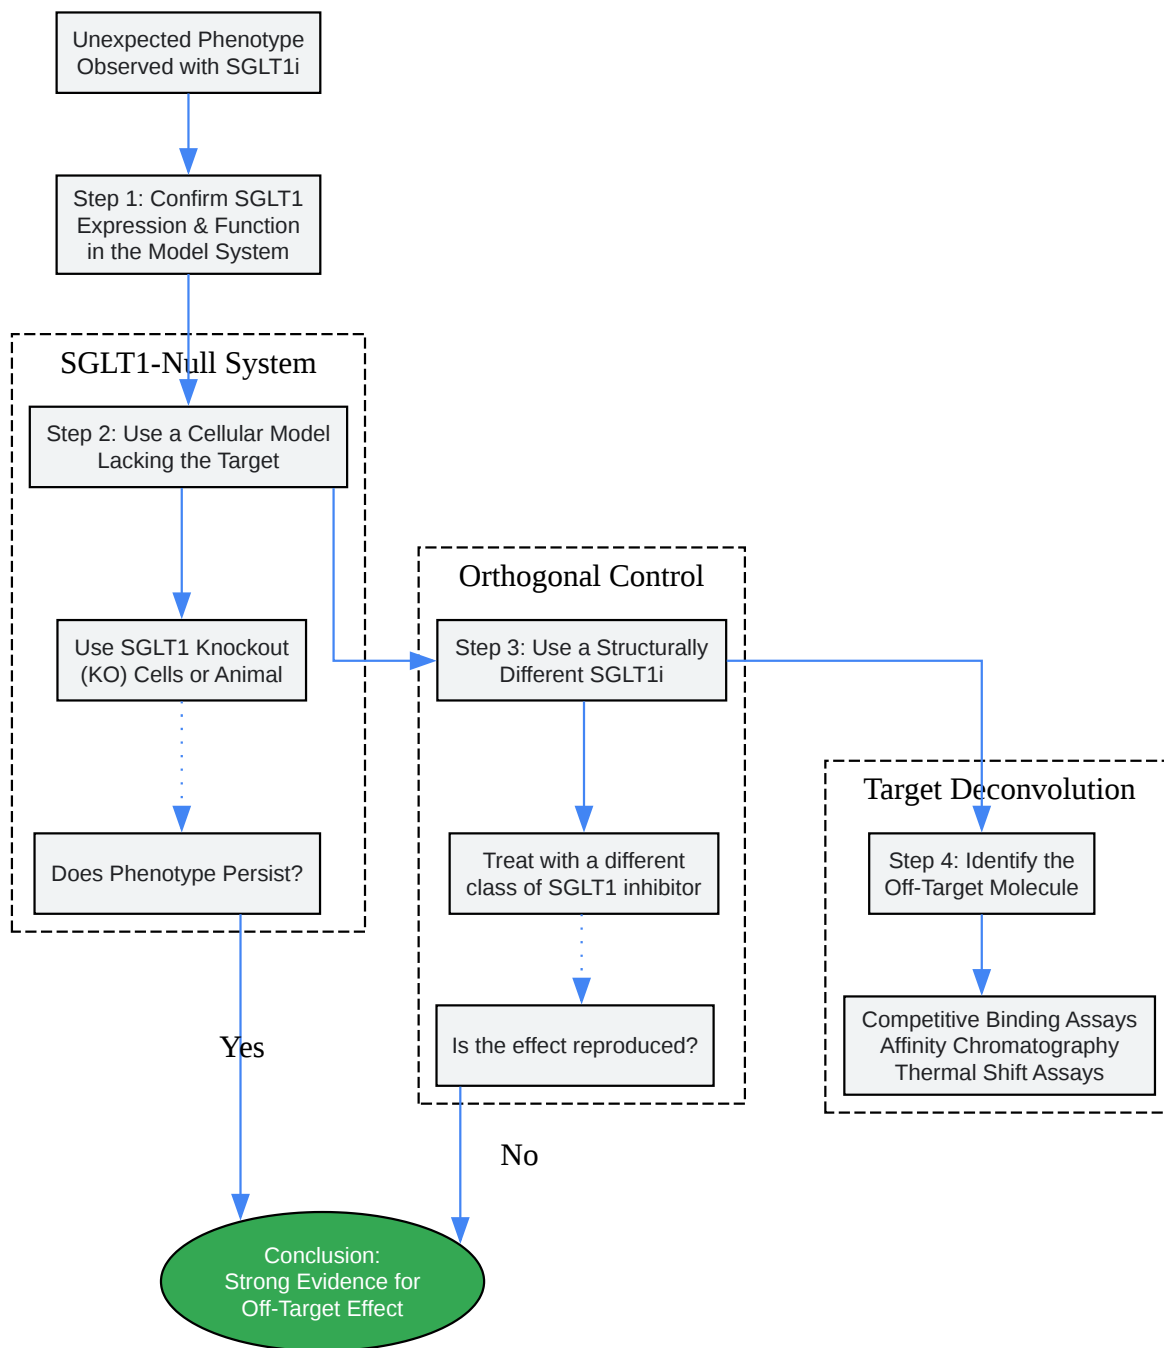 Unexpected Phenotype
Observed with SGLT1i
Step 1: Confirm SGLT1
Expression & Function
in the Model System
SGLT1-Null System
Step 2: Use a Cellular Model
Lacking the Target
Use SGLT1 Knockout
(KO) Cells or Animal
Does Phenotype Persist?
Yes
Orthogonal Control
Step 3: Use a Structurally
Different SGLT1i
Treat with a different
class of SGLT1 inhibitor
Is the effect reproduced?
No
Target Deconvolution
Step 4: Identify the
Off-Target Molecule
Competitive Binding Assays
Affinity Chromatography
Thermal Shift Assays
Conclusion:
Strong Evidence for
Off-Target Effect